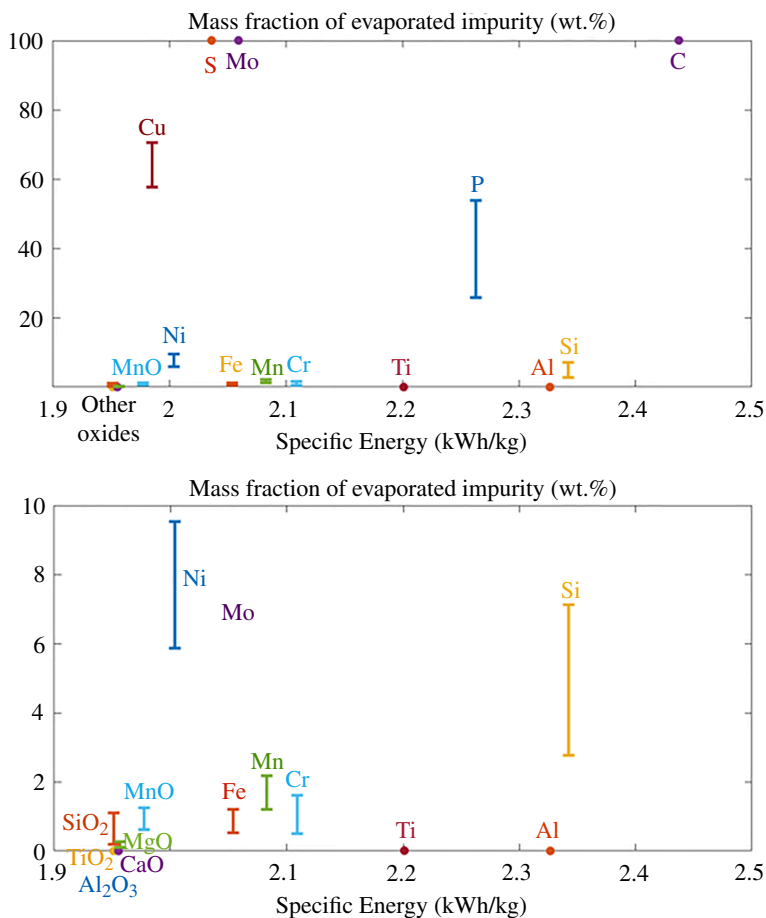 Mass fraction of evaporated impurity (wt.%)
100
80
60
40
20
S
Mo
C
Cu
P
Ni
MnO
Fe
Mn
Cr
Ti
Al
Si
Other
oxides
1.9
2
2.1
2.2
2.3
2.4
2.5
Specific Energy (kWh/kg)
Mass fraction of evaporated impurity (wt.%)
10
8
6
4
2
0
Ni
Mo
Si
Mn
MnO
Fe
Cr
SiO₂
MgO
TiO₂
CaO
Al₂O₃
Ti
Al
1.9
2
2.1
2.2
2.3
2.4
2.5
Specific Energy (kWh/kg)